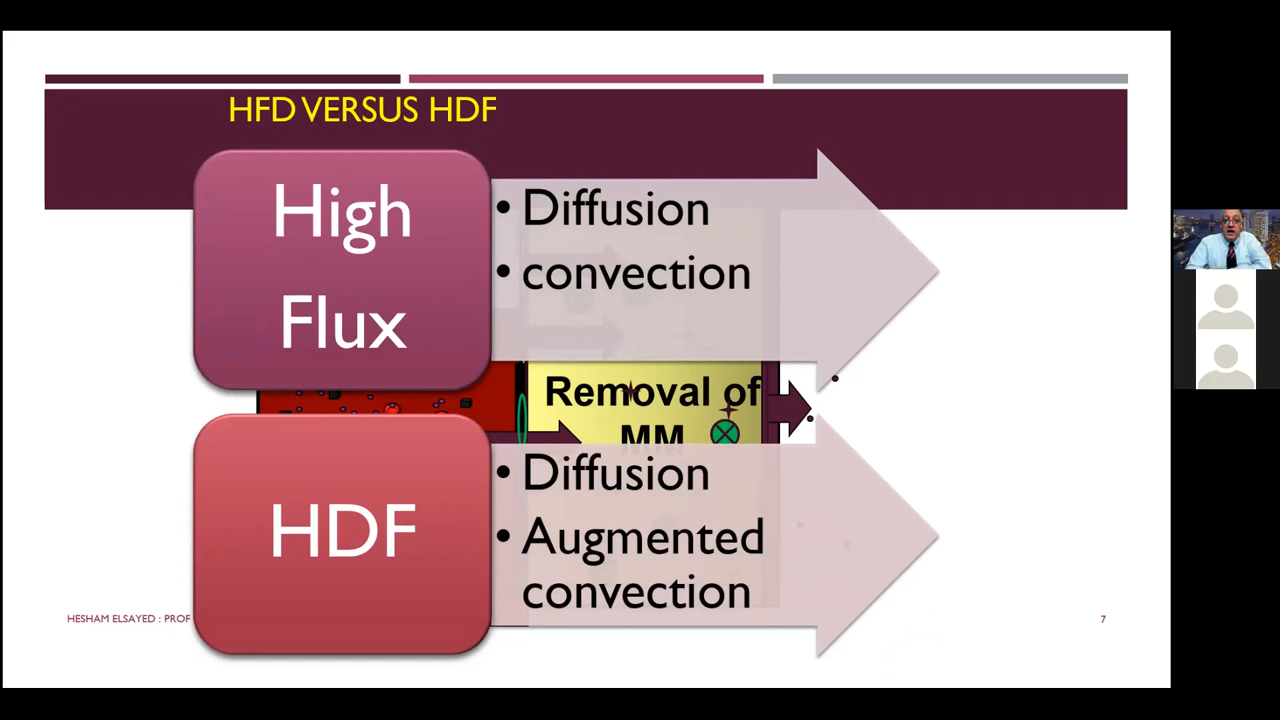 HFD VERSUS HDF
High
Flux
• Diffusion
• convection
Removal of
MM
HDF
• Diffusion
• Augmented
convection
HESHAM ELSAYED : PROF
7